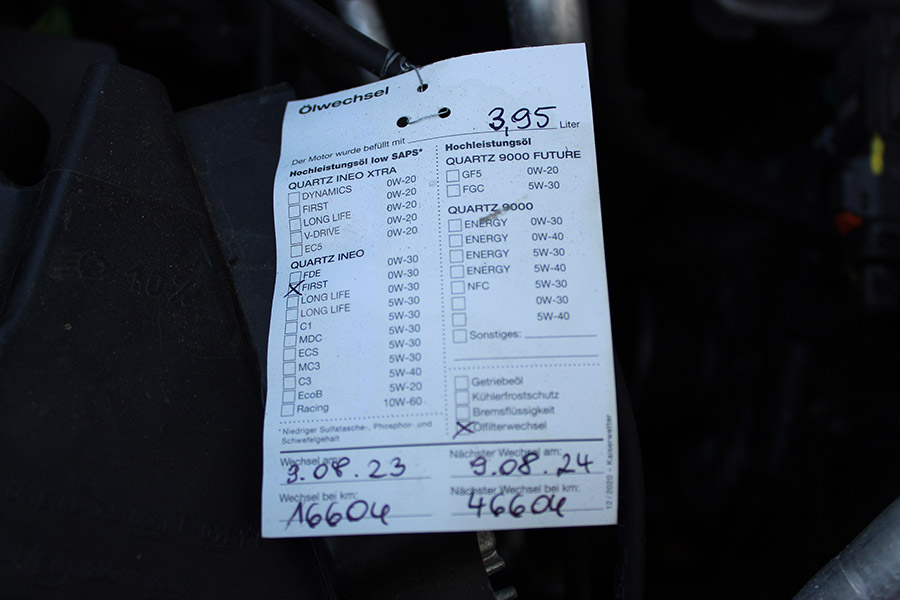 Ölwechsel
Der Motor wurde befüllt mit 3,95 Liter
Hochleistungsöl low SAPS*
QUARTZ INEO XTRA
DYNAMICS 0W-20
FIRST 0W-20
LONG LIFE 0W-20
V-DRIVE 0W-20
EC5 0W-20
QUARTZ INEO
FDE 0W-30
FIRST 0W-30
LONG LIFE 0W-30
LONG LIFE 5W-30
C1 5W-30
MDC 5W-30
ECS 5W-30
MC3 5W-30
C3 5W-40
EcoB 5W-20
Racing 10W-60
*Niedriger Sulfatasche-, Phosphor- und
Schwefelgehalt
Hochleistungsöl
QUARTZ 9000 FUTURE
GF5 0W-20
FGC 5W-30
QUARTZ 9000
ENERGY 0W-30
ENERGY 0W-40
ENERGY 5W-30
ENERGY 5W-40
NFC 5W-30
0W-30
5W-40
Sonstiges:
Getriebeöl
Kühlerfrostschutz
Bremsflüssigkeit
Ölfilterwechsel
Wechsel am: 9.08.23
Nächster Wechsel am: 9.08.24
Wechsel bei km: 16604
Nächster Wechsel bei km: 46604
12/2020 – Kaiserwetter